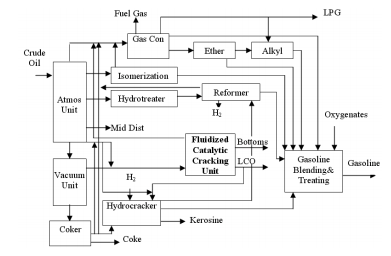 Fuel Gas
LPG
Gas Con
Crude
Oil
Ether
Alkyl
Isomerization
Atmos
Unit
Hydrotreater
Reformer
H2
Oxygenates
Mid Dist
Fluidized
Catalytic
Cracking
Unit
Bottoms
LCO
Gasoline
Blending&
Treating
Gasoline
Vacuum
Unit
H2
Hydrocracker
Kerosine
Coker
Coke